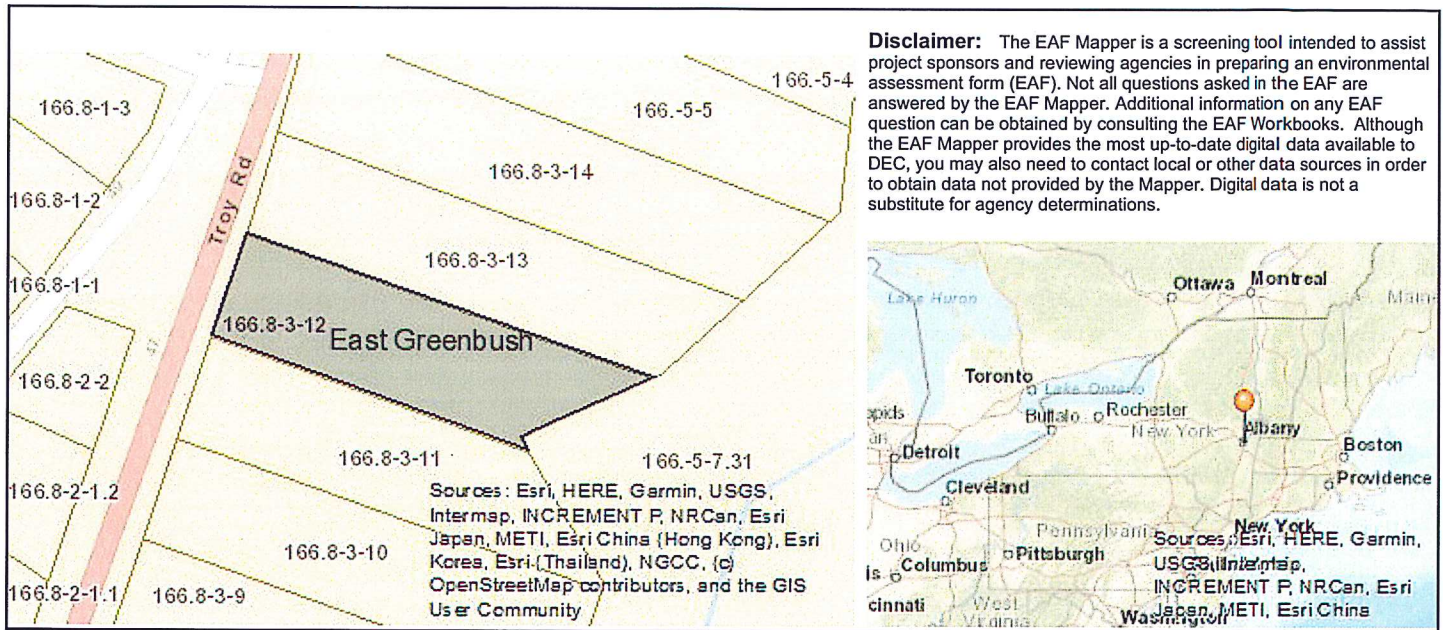 166.8-1-3
166.8-1-2
166.8-1-1
166.8-2-2
166.8-2-1.2
166.8-2-1.1
Troy Rd
166.-5-4
166.-5-5
166.8-3-14
166.8-3-13
166.8-3-12
East Greenbush
166.8-3-11
166.-5-7.31
166.8-3-10
166.8-3-9
Sources: Esri, HERE, Garmin, USGS,
Intermap, INCREMENT P, NRCan, Esri
Japan, METI, Esri China (Hong Kong), Esri
Korea, Esri (Thailand), NGCC, (c)
OpenStreetMap contributors, and the GIS
User Community
Disclaimer: The EAF Mapper is a screening tool intended to assist
project sponsors and reviewing agencies in preparing an environmental
assessment form (EAF). Not all questions asked in the EAF are
answered by the EAF Mapper. Additional information on any EAF
question can be obtained by consulting the EAF Workbooks. Although
the EAF Mapper provides the most up-to-date digital data available to
DEC, you may also need to contact local or other data sources in order
to obtain data not provided by the Mapper. Digital data is not a
substitute for agency determinations.
Ottawa
Montreal
Lake Huron
Toronto
Lake Ontario
Buffalo
Rochester
New York
Albany
Boston
Providence
Detroit
Cleveland
Pennsylvania
New York
Ohio
Pittsburgh
Columbus
cinnati
West
Virginia
Washington
Sources: Esri, HERE, Garmin,
USGS, Intermap,
INCREMENT P, NRCan, Esri
Japan, METI, Esri China